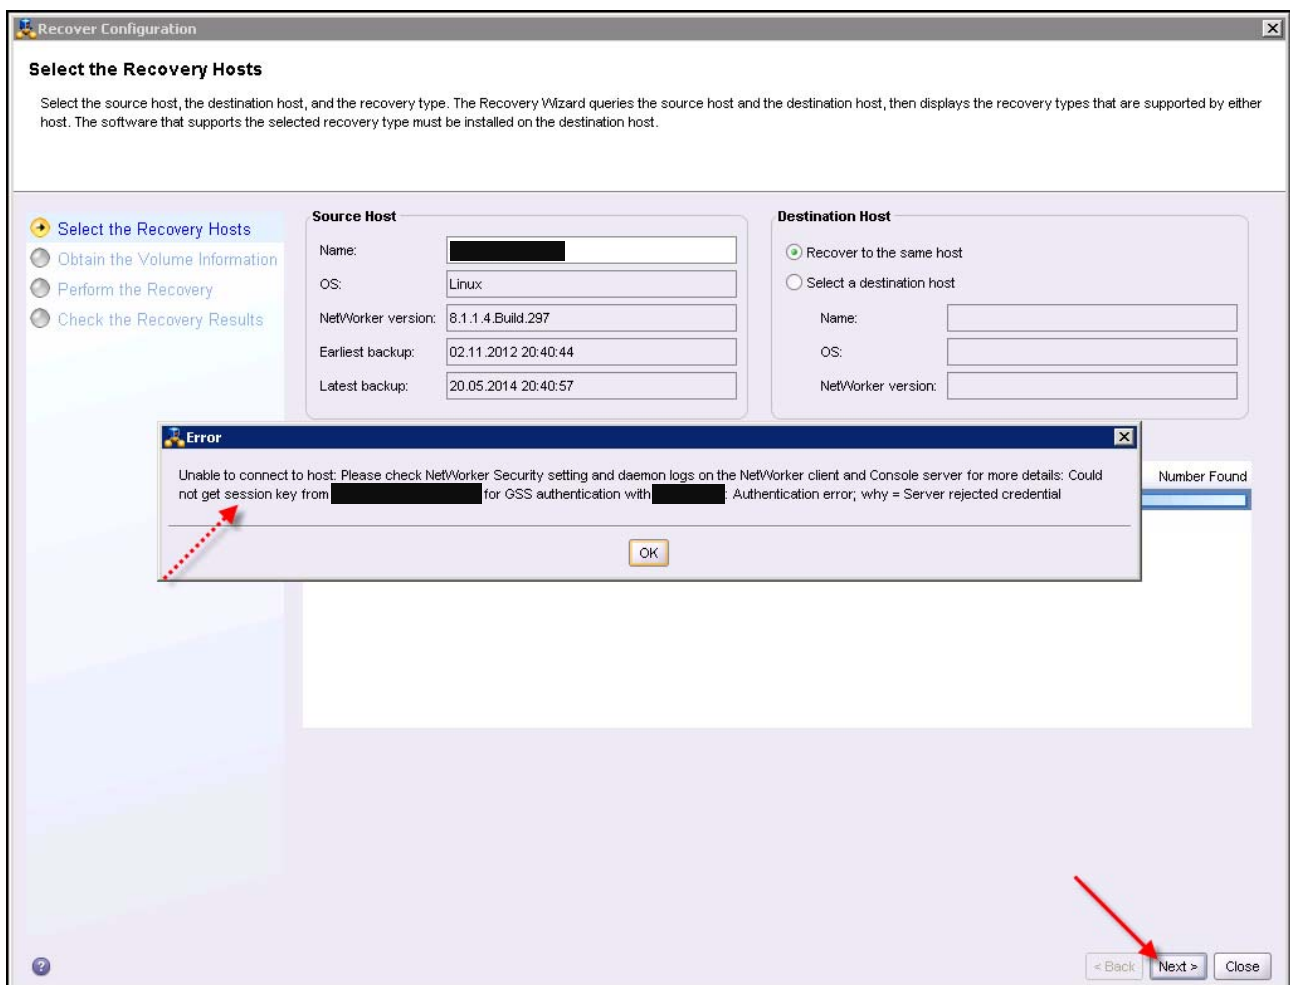 Recover Configuration
Select the Recovery Hosts
Select the source host, the destination host, and the recovery type. The Recovery Wizard queries the source host and the destination host, then displays the recovery types that are supported by either
host. The software that supports the selected recovery type must be installed on the destination host.
Select the Recovery Hosts
Obtain the Volume Information
Perform the Recovery
Check the Recovery Results
Source Host
Name:
OS: Linux
NetWorker version: 8.1.1.4.Build.297
Earliest backup: 02.11.2012 20:40:44
Latest backup: 20.05.2014 20:40:57
Destination Host
Recover to the same host
Select a destination host
Name:
OS:
NetWorker version:
Number Found
Error
Unable to connect to host: Please check NetWorker Security setting and daemon logs on the NetWorker client and Console server for more details: Could
not get session key from for GSS authentication with : Authentication error; why = Server rejected credential
OK
?
< Back Next > Close